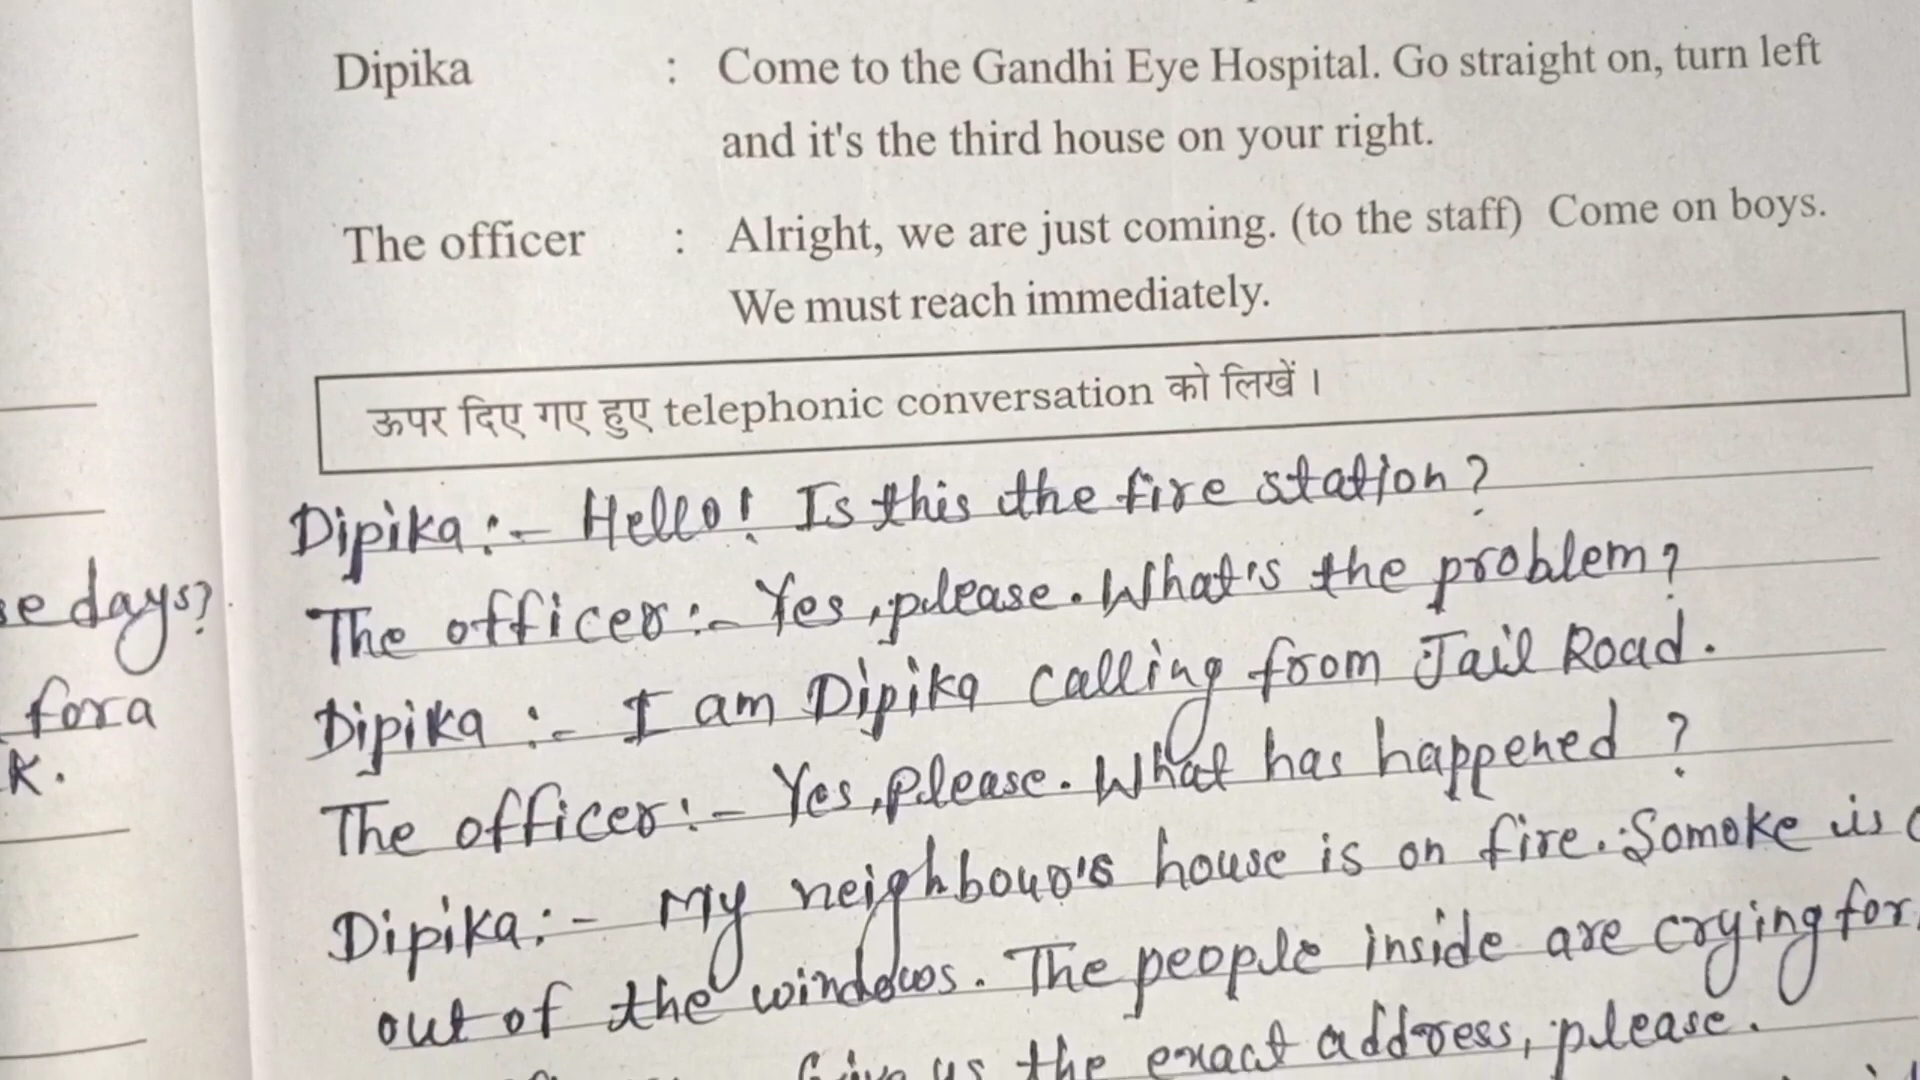 Dipika : Come to the Gandhi Eye Hospital. Go straight on, turn left
and it's the third house on your right.
The officer : Alright, we are just coming. (to the staff) Come on boys.
We must reach immediately.
ऊपर दिए गए हुए telephonic conversation को लिखें ।
Dipika :- Hello! Is this the fire station?
The officer :- Yes, please. What's the problem?
Dipika :- I am Dipika calling from Jail Road.
The officer :- Yes, please. What has happened ?
Dipika :- My neighbour's house is on fire. Somoke is
out of the windows. The people inside are crying for
Give us the exact address, please.
se days?
for a
k.